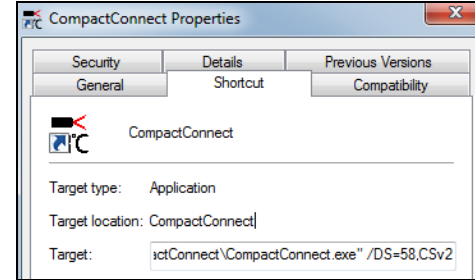 CompactConnect Properties
Security Details Previous Versions
General Shortcut Compatibility
°C CompactConnect
Target type: Application
Target location: CompactConnect
Target: actConnect\CompactConnect.exe" /DS=58,CSv2